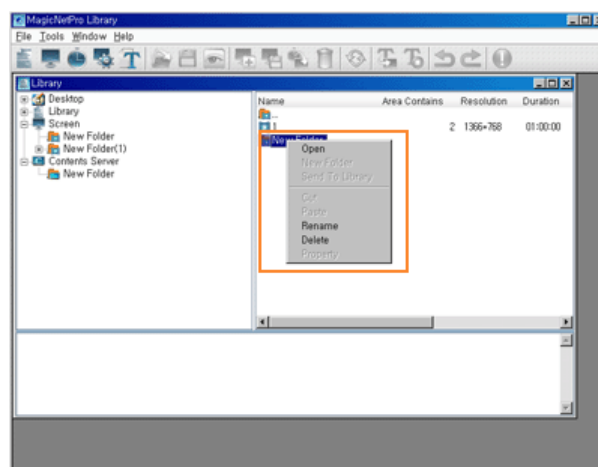 MagicNetPro Library
File Tools Window Help
Library
Desktop
Library
Screen
New Folder
New Folder(1)
Contents Server
New Folder
Name Area Contains Resolution Duration
..
1 2 1366*768 01:00:00
New Folder
Open
New Folder
Send To Library
Cut
Paste
Rename
Delete
Property